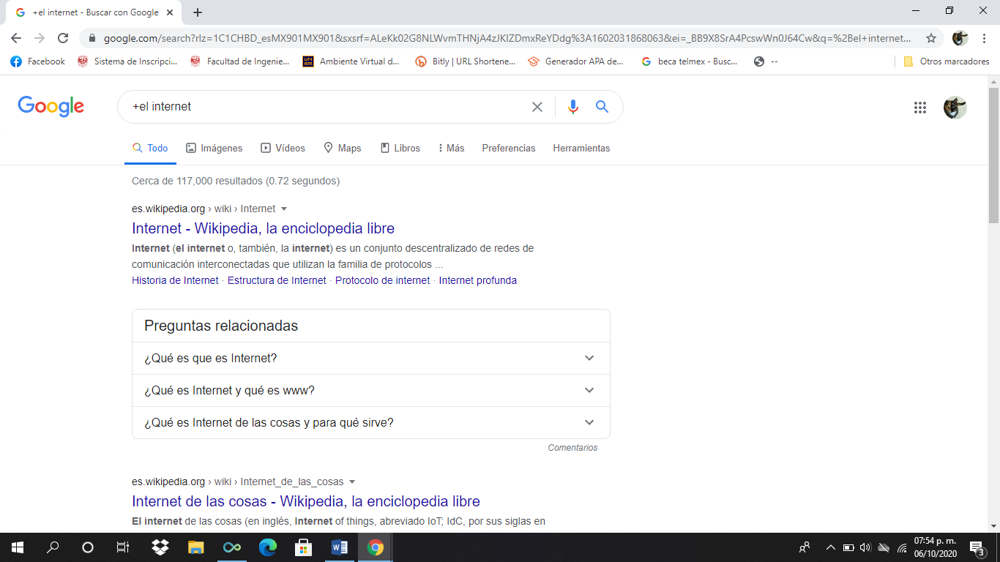 +el internet - Buscar con Google
google.com/search?rlz=1C1CHBD_esMX901MX901&sxsrf=ALeKk02G8NLWvmTHNjA4zJKlZDmxReYDdg%3A1602031868063&ei=_BB9X8SrA4PcswWn0J64Cw&q=%2Bel+internet...
Facebook Sistema de Inscripci... Facultad de Ingenie... UNAM Ambiente Virtual d... Bitly | URL Shortene... Generador APA de... beca telmex - Busc... -- Otros marcadores
Google +el internet
Todo Imágenes Vídeos Maps Libros Más Preferencias Herramientas
Cerca de 117,000 resultados (0.72 segundos)
es.wikipedia.org › wiki › Internet
Internet - Wikipedia, la enciclopedia libre
Internet (el internet o, también, la internet) es un conjunto descentralizado de redes de
comunicación interconectadas que utilizan la familia de protocolos ...
Historia de Internet · Estructura de Internet · Protocolo de internet · Internet profunda
Preguntas relacionadas
¿Qué es que es Internet?
¿Qué es Internet y qué es www?
¿Qué es Internet de las cosas y para qué sirve?
Comentarios
es.wikipedia.org › wiki › Internet_de_las_cosas
Internet de las cosas - Wikipedia, la enciclopedia libre
El internet de las cosas (en inglés, Internet of things, abreviado IoT; IdC, por sus siglas en
07:54 p. m.
06/10/2020
3